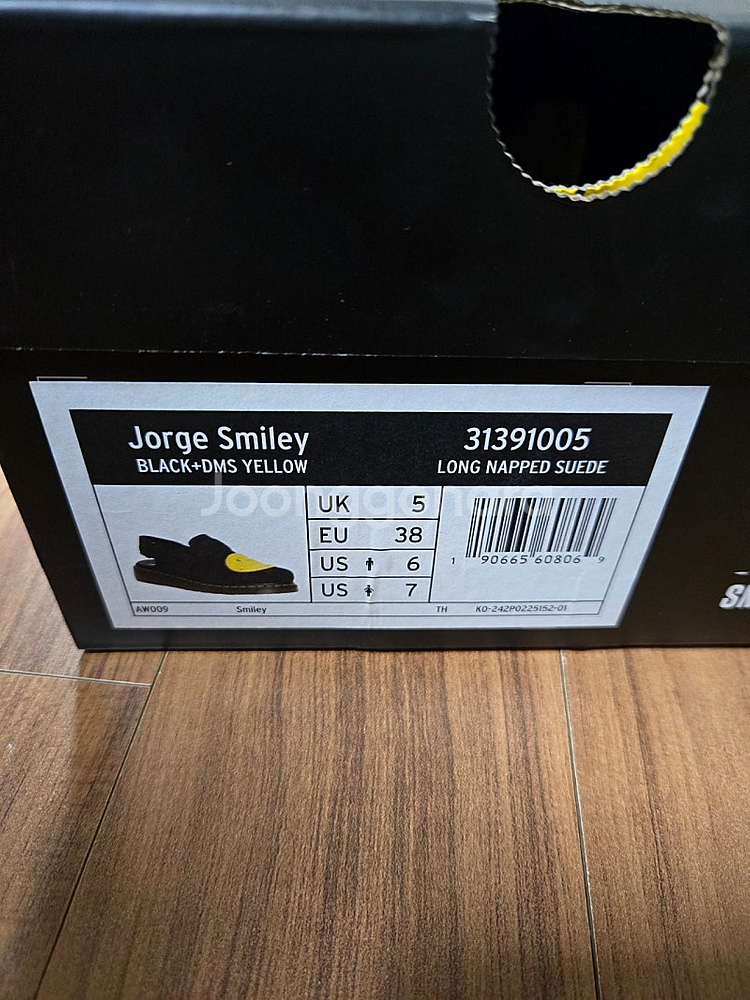 Jorge Smiley
31391005
BLACK+DMS YELLOW
LONG NAPPED SUEDE
Joonggonara
UK 5
EU 38
US 6
US 7
1 90665 60806 9
AW009
Smiley
TH
K0-242P0225152-01